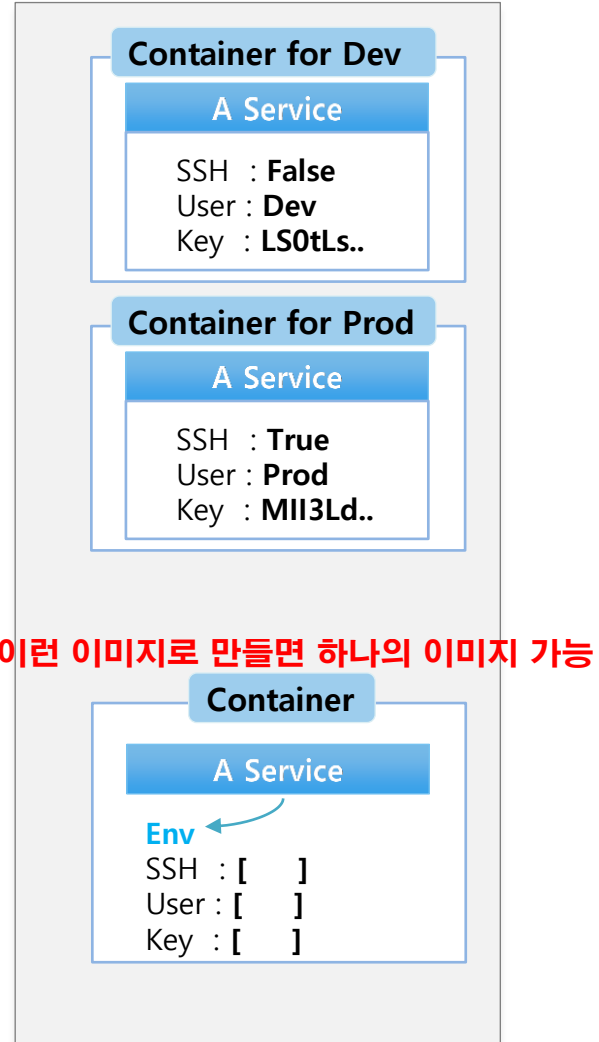 Container for Dev
A Service
SSH : False
User : Dev
Key : LS0tLs..
Container for Prod
A Service
SSH : True
User : Prod
Key : MII3Ld..
이런 이미지로 만들면 하나의 이미지 가능
Container
A Service
Env
SSH : [ ]
User : [ ]
Key : [ ]